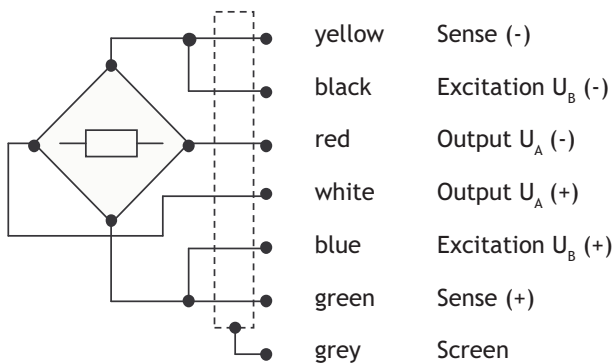 yellow Sense (-)
black Excitation U_B (-)
red Output U_A (-)
white Output U_A (+)
blue Excitation U_B (+)
green Sense (+)
grey Screen